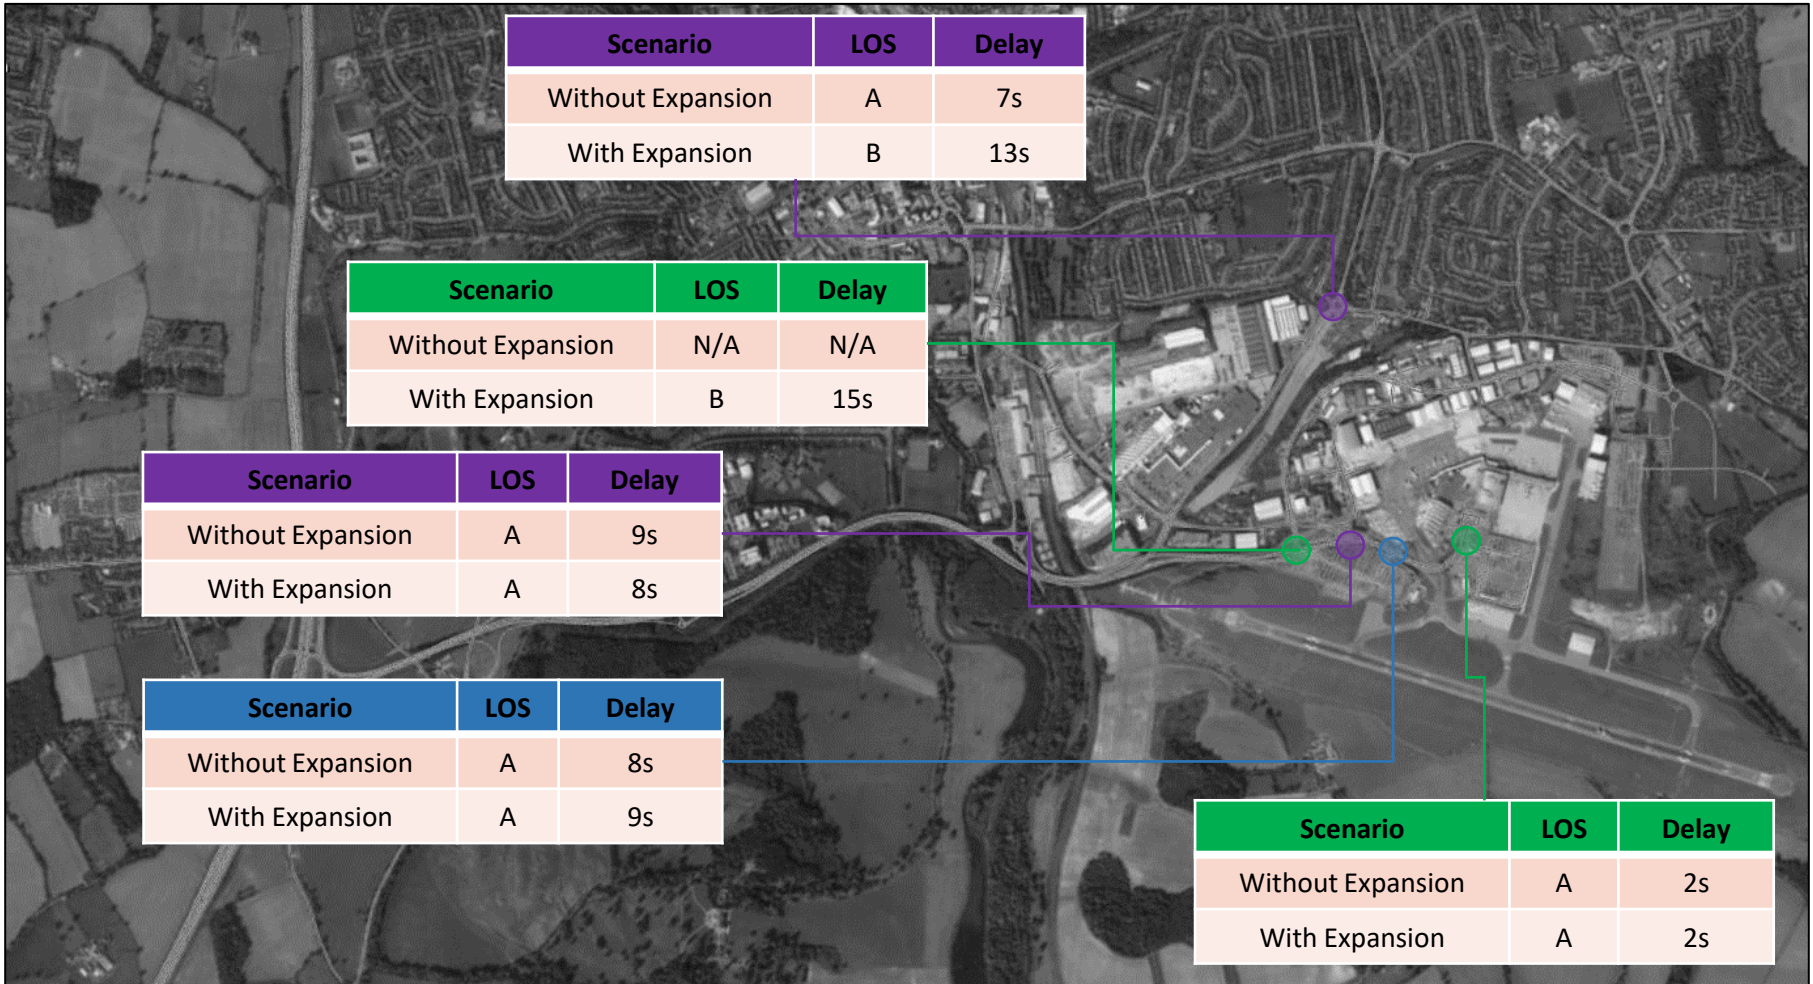 Scenario LOS Delay
Without Expansion A 7s
With Expansion B 13s
Scenario LOS Delay
Without Expansion N/A N/A
With Expansion B 15s
Scenario LOS Delay
Without Expansion A 9s
With Expansion A 8s
Scenario LOS Delay
Without Expansion A 8s
With Expansion A 9s
Scenario LOS Delay
Without Expansion A 2s
With Expansion A 2s